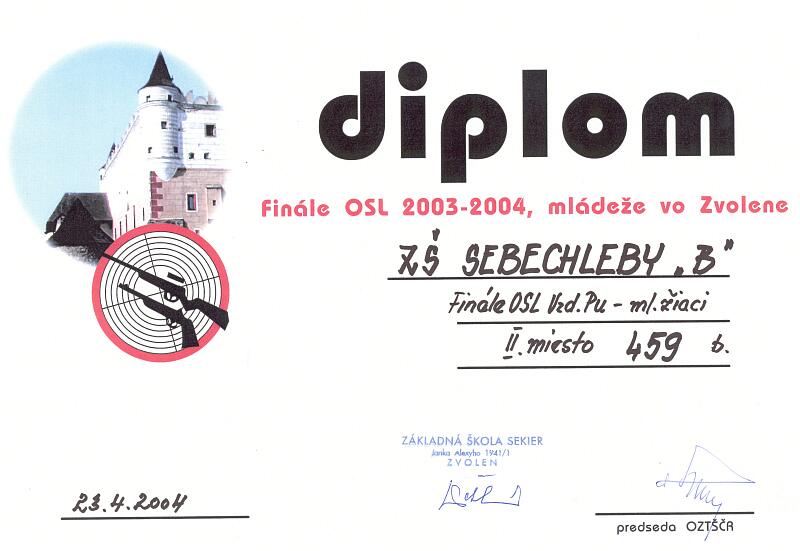 diplom
Finále OSL 2003-2004, mládeže vo Zvolene
ZŠ SEBECHLEBY „B"
Finále OSL Vzd. Pu - ml. žiaci
II. miesto 459 b.
ZÁKLADNÁ ŠKOLA SEKIER
Janka Alexyho 1941/1
ZVOLEN
23.4.2004
predseda OZTŠČR